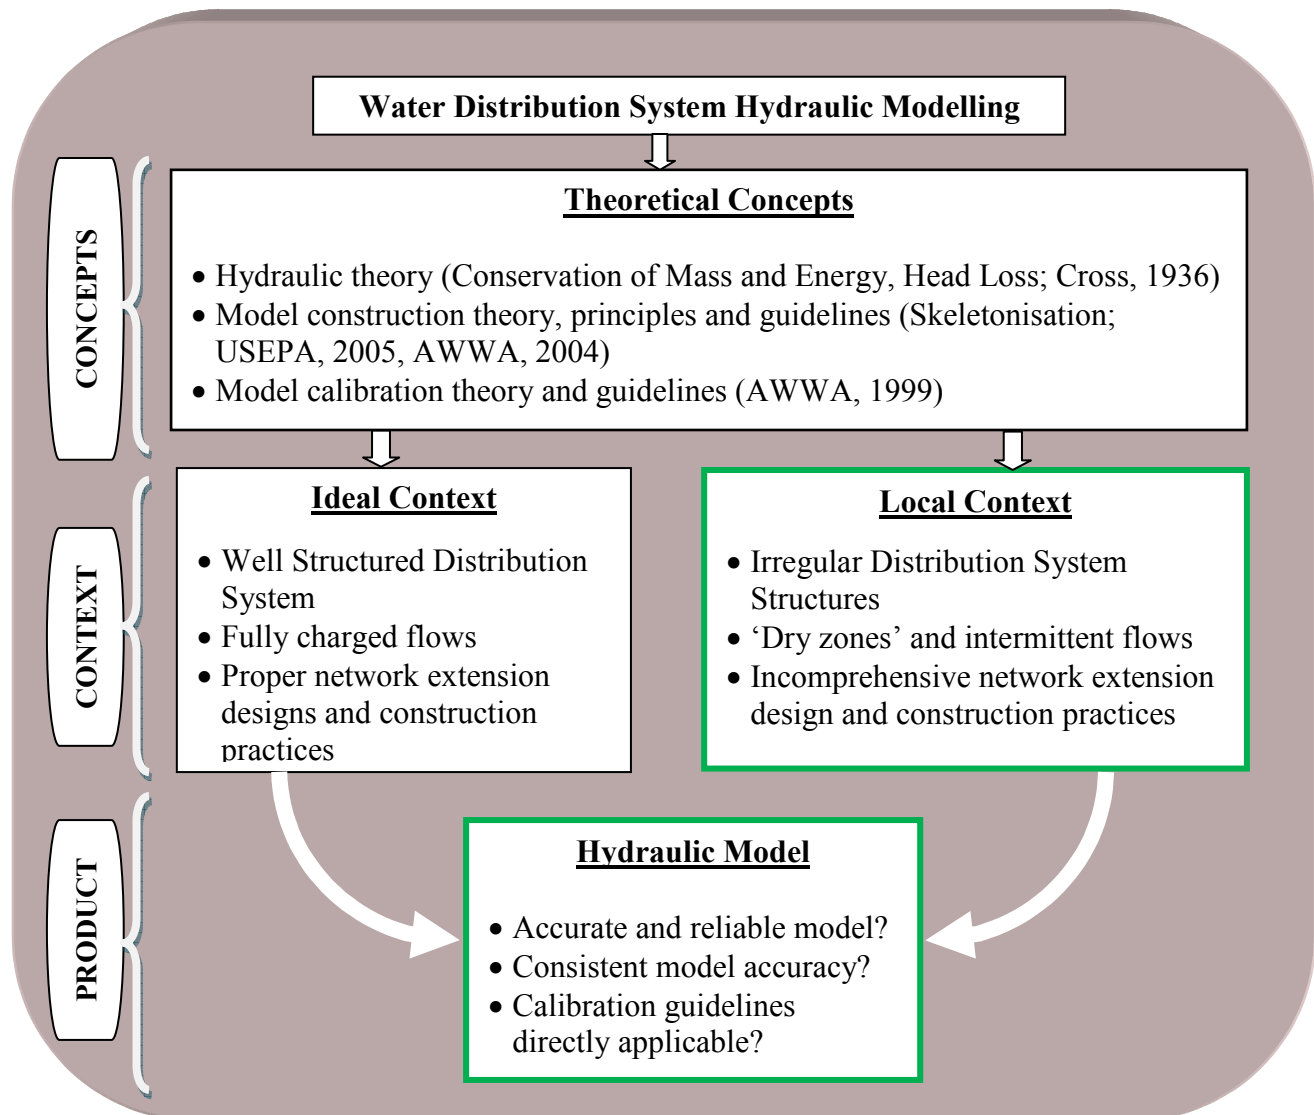 Water Distribution System Hydraulic Modelling
CONCEPTS
Theoretical Concepts
• Hydraulic theory (Conservation of Mass and Energy, Head Loss; Cross, 1936)
• Model construction theory, principles and guidelines (Skeletonisation;
USEPA, 2005, AWWA, 2004)
• Model calibration theory and guidelines (AWWA, 1999)
CONTEXT
Ideal Context
• Well Structured Distribution
System
• Fully charged flows
• Proper network extension
designs and construction
practices
Local Context
• Irregular Distribution System
Structures
• ‘Dry zones’ and intermittent flows
• Incomprehensive network extension
design and construction practices
PRODUCT
Hydraulic Model
• Accurate and reliable model?
• Consistent model accuracy?
• Calibration guidelines
directly applicable?